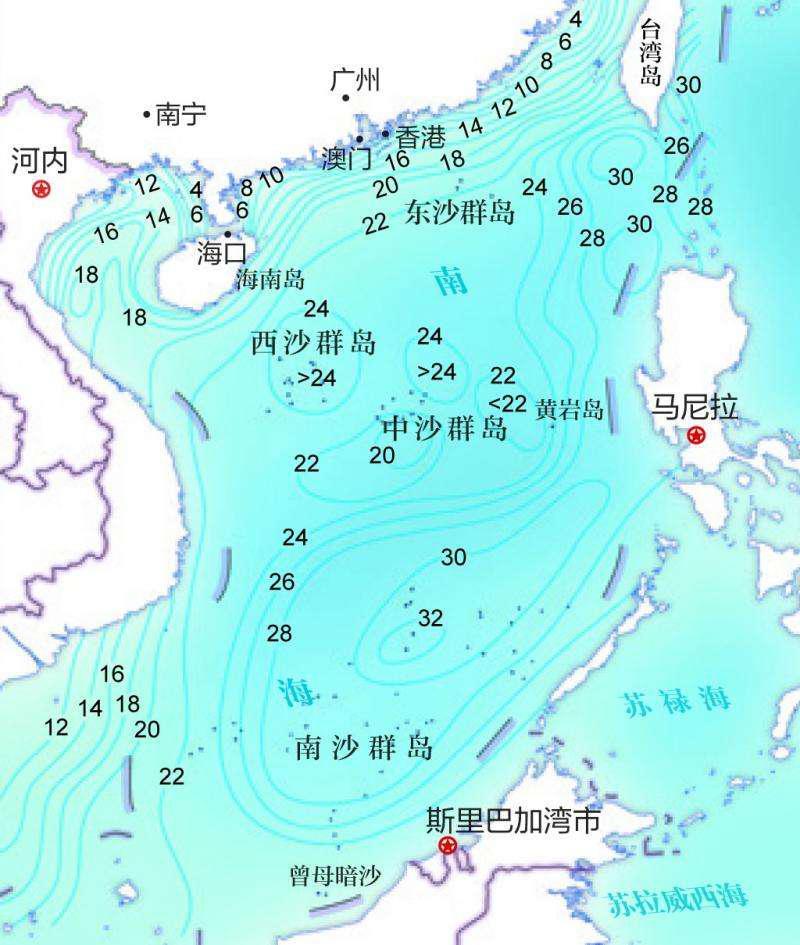 4
台湾岛
6
8
广州
30
10
12
南宁
14
香港
26
澳门
16
18
河内
12
4
8
10
20
24
30
28
28
14
6
6
22
东沙群岛
26
16
30
28
海口
18
海南岛
南
18
24
24
西沙群岛
>24
>24
22
<22
黄岩岛
马尼拉
中沙群岛
22
20
24
30
26
32
28
16
14
18
12
20
海
苏禄海
22
南沙群岛
斯里巴加湾市
曾母暗沙
苏拉威西海